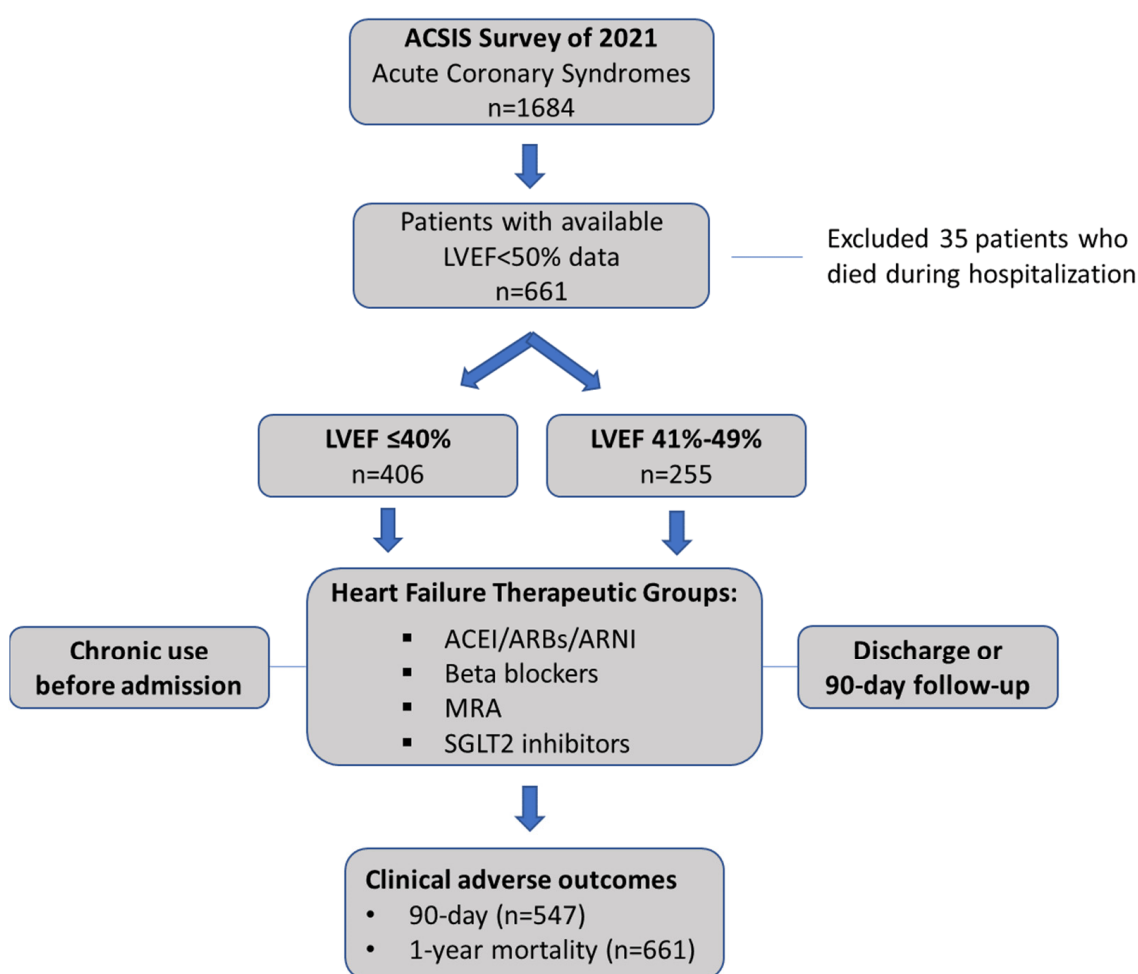 ACSIS Survey of 2021
Acute Coronary Syndromes
n=1684
Patients with available
LVEF<50% data
n=661
Excluded 35 patients who
died during hospitalization
LVEF ≤40%
n=406
LVEF 41%-49%
n=255
Heart Failure Therapeutic Groups:
▪ ACEI/ARBs/ARNI
▪ Beta blockers
▪ MRA
▪ SGLT2 inhibitors
Chronic use
before admission
Discharge or
90-day follow-up
Clinical adverse outcomes
• 90-day (n=547)
• 1-year mortality (n=661)